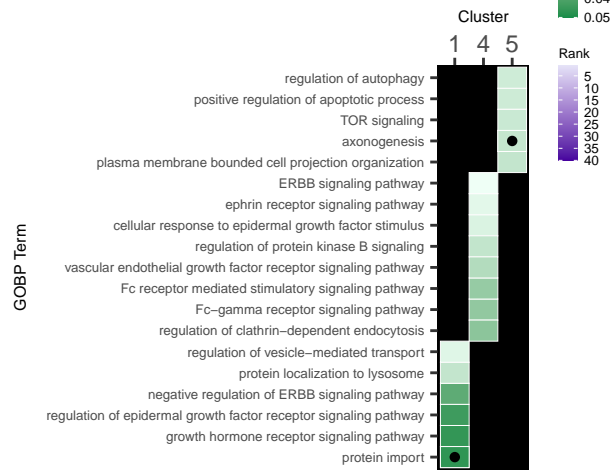 0.04
0.05
Cluster
1 4 5
Rank
5
10
15
20
25
30
35
40
regulation of autophagy
positive regulation of apoptotic process
TOR signaling
axonogenesis
plasma membrane bounded cell projection organization
ERBB signaling pathway
ephrin receptor signaling pathway
cellular response to epidermal growth factor stimulus
regulation of protein kinase B signaling
vascular endothelial growth factor receptor signaling pathway
Fc receptor mediated stimulatory signaling pathway
Fc−gamma receptor signaling pathway
regulation of clathrin−dependent endocytosis
regulation of vesicle−mediated transport
protein localization to lysosome
negative regulation of ERBB signaling pathway
regulation of epidermal growth factor receptor signaling pathway
growth hormone receptor signaling pathway
protein import
GOBP Term